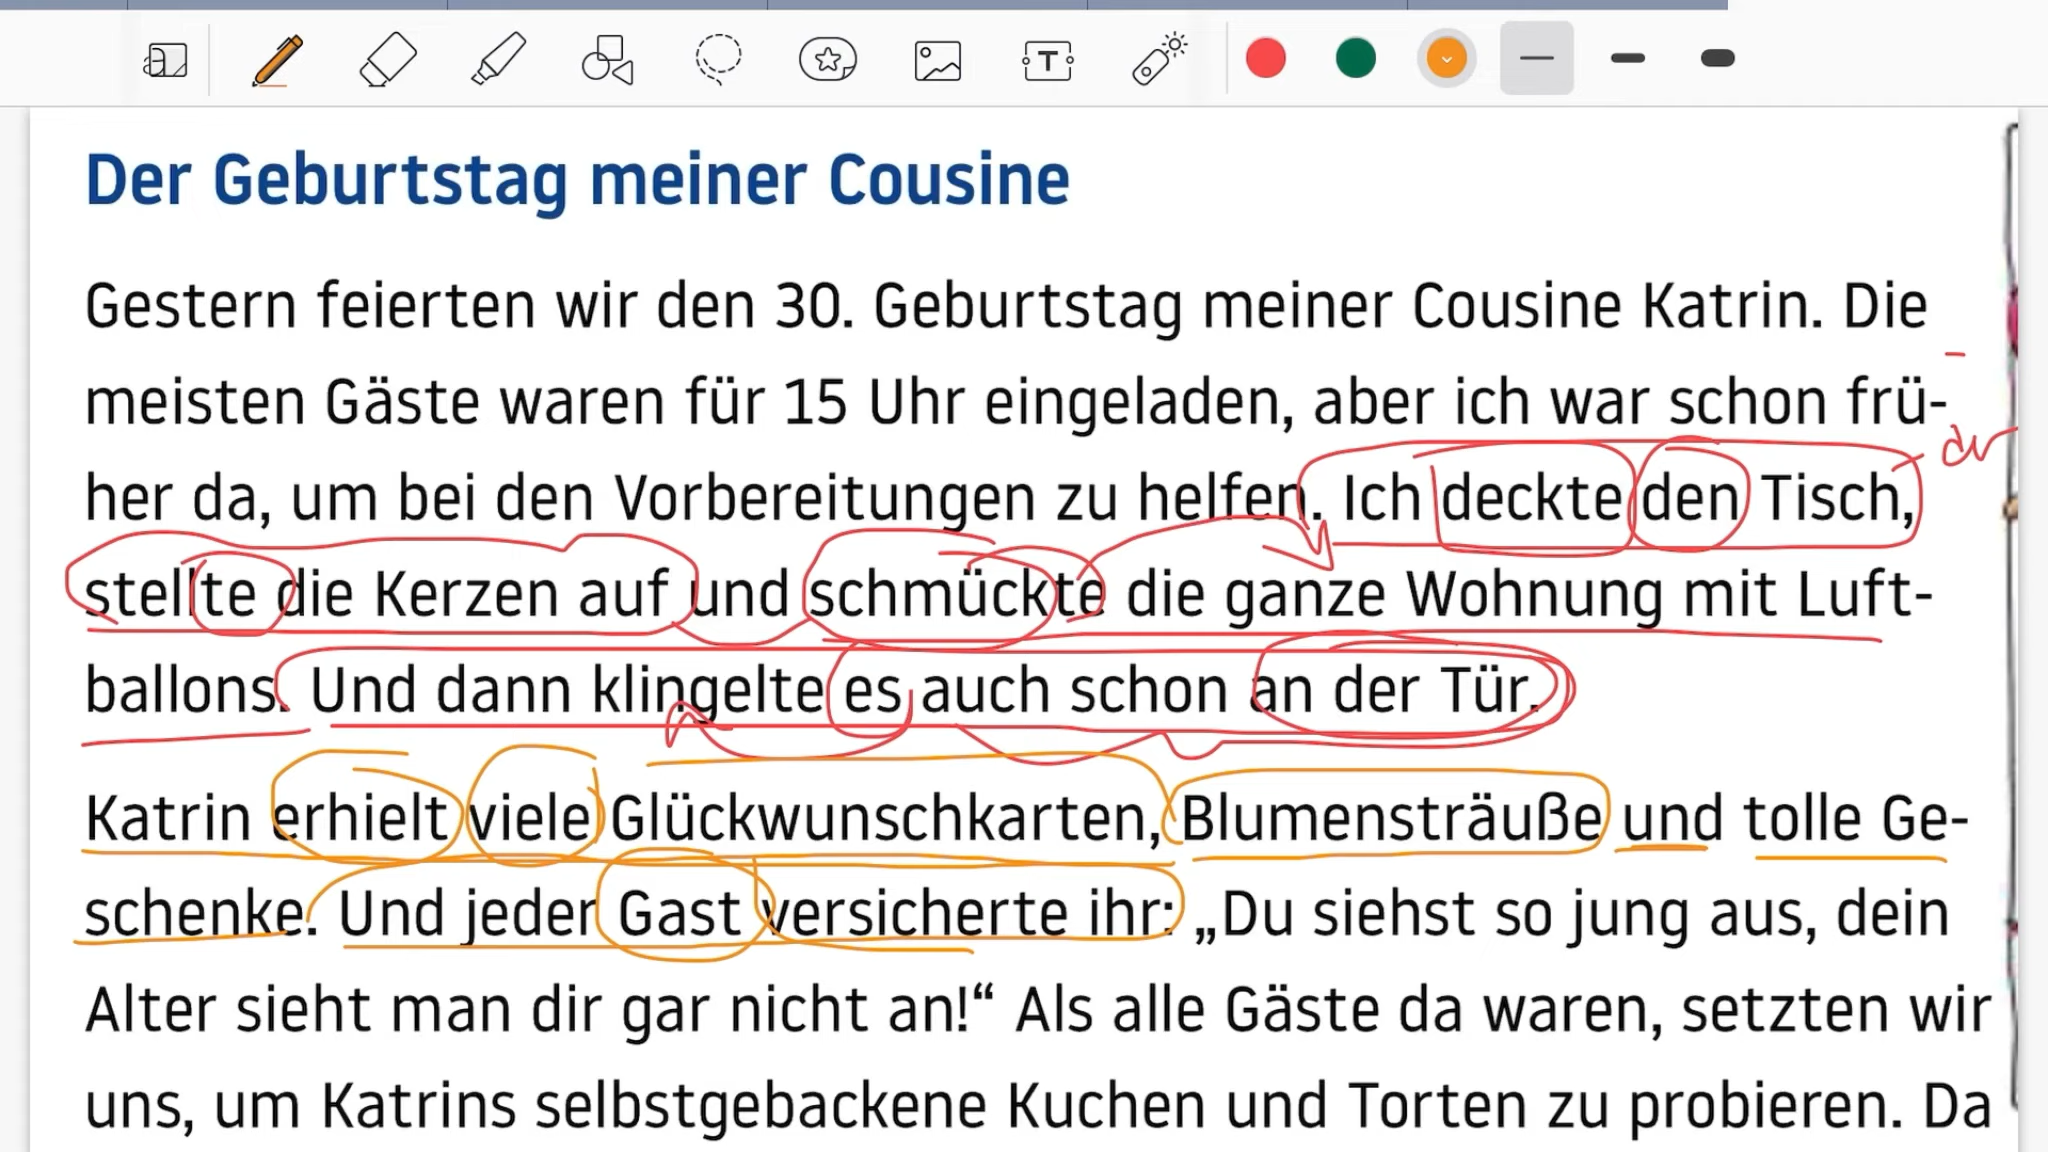 T
Der Geburtstag meiner Cousine
Gestern feierten wir den 30. Geburtstag meiner Cousine Katrin. Die
meisten Gäste waren für 15 Uhr eingeladen, aber ich war schon frü-
her da, um bei den Vorbereitungen zu helfen. Ich deckte den Tisch,
stellte die Kerzen auf und schmückte die ganze Wohnung mit Luft-
ballons. Und dann klingelte es auch schon an der Tür.
Katrin erhielt viele Glückwunschkarten, Blumensträuße und tolle Ge-
schenke. Und jeder Gast versicherte ihr: „Du siehst so jung aus, dein
Alter sieht man dir gar nicht an!“ Als alle Gäste da waren, setzten wir
uns, um Katrins selbstgebackene Kuchen und Torten zu probieren. Da